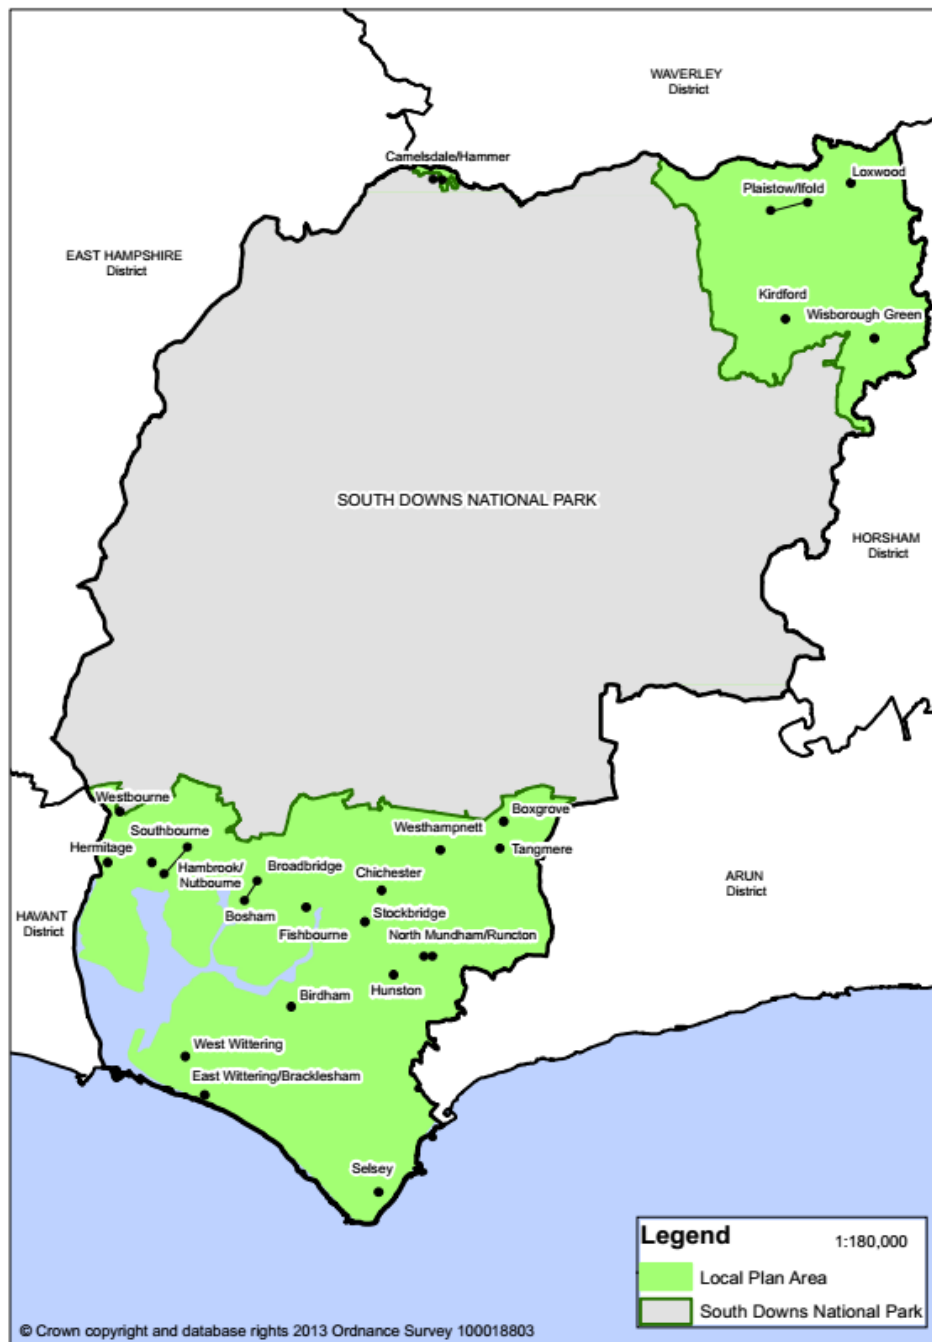 WAVERLEY
District
Camelsdale/Hammer
Loxwood
Plaistow/Ifold
EAST HAMPSHIRE
District
Kirdford
Wisborough Green
SOUTH DOWNS NATIONAL PARK
HORSHAM
District
Westbourne
Boxgrove
Southbourne
Westhampnett
Hermitage
Tangmere
Hambrook/
Nutbourne
Broadbridge
Chichester
ARUN
District
Bosham
Stockbridge
HAVANT
District
Fishbourne
North Mundham/Runcton
Hunston
Birdham
West Wittering
East Wittering/Bracklesham
Selsey
Legend
1:180,000
Local Plan Area
South Downs National Park
© Crown copyright and database rights 2013 Ordnance Survey 100018803